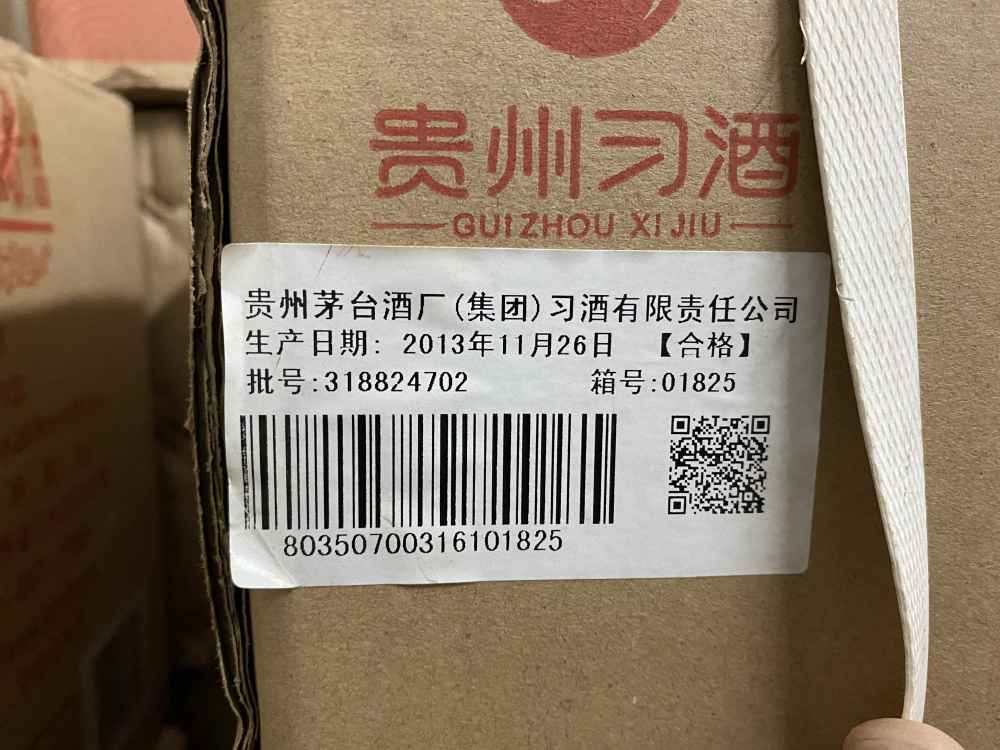 贵州习酒
GUIZHOU XIJIU
贵州茅台酒厂(集团)习酒有限责任公司
生产日期: 2013年11月26日 【合格】
批号:318824702 箱号:01825
80350700316101825